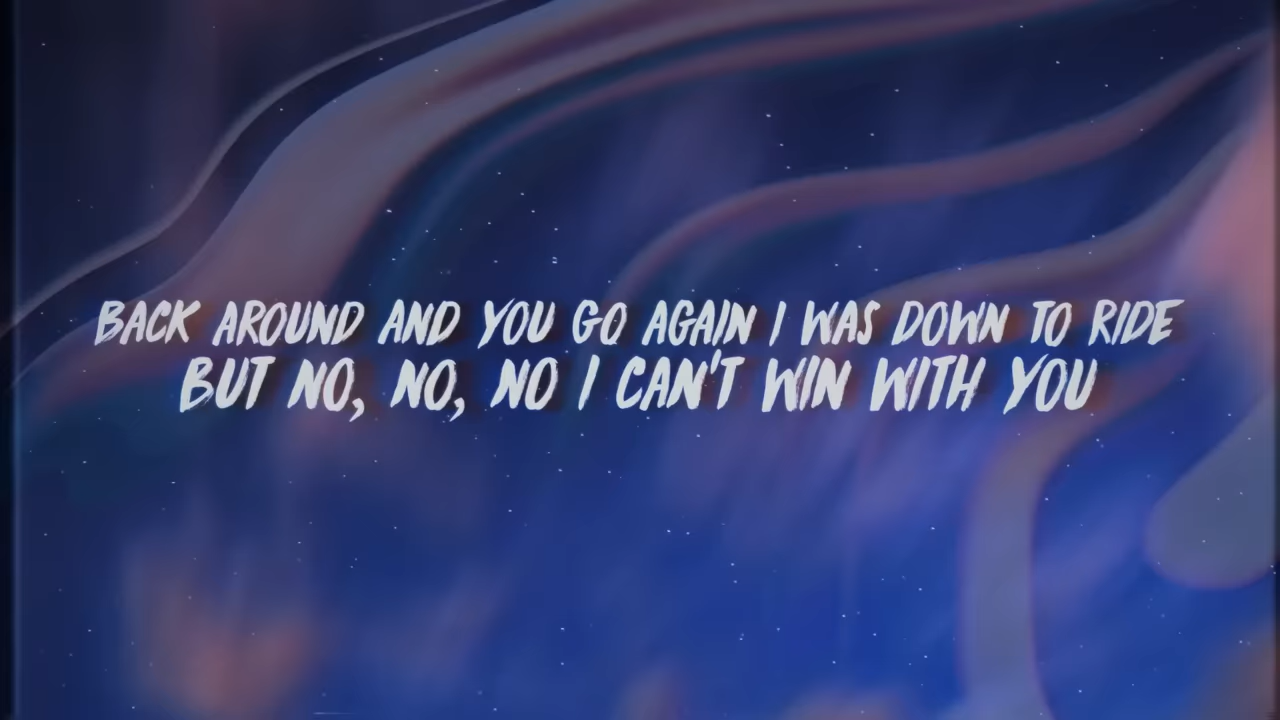 BACK AROUND AND YOU GO AGAIN I WAS DOWN TO RIDE
BUT NO, NO, NO I CAN'T WIN WITH YOU